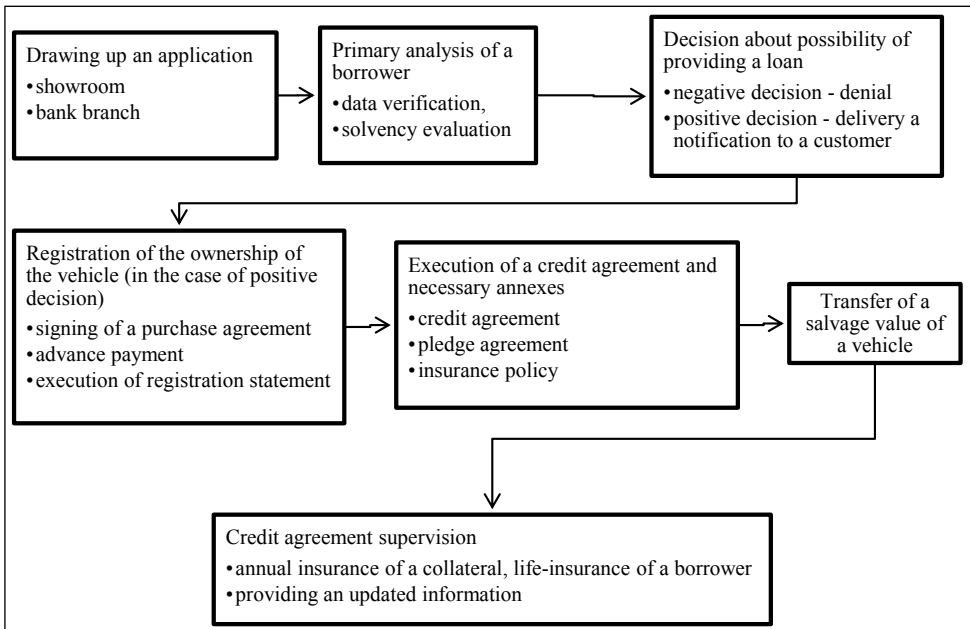 Drawing up an application
•showroom
•bank branch
Primary analysis of a
borrower
•data verification,
•solvency evaluation
Decision about possibility of
providing a loan
•negative decision - denial
•positive decision - delivery a
notification to a customer
Registration of the ownership of
the vehicle (in the case of positive
decision)
•signing of a purchase agreement
•advance payment
•execution of registration statement
Execution of a credit agreement and
necessary annexes
•credit agreement
•pledge agreement
•insurance policy
Transfer of a
salvage value of
a vehicle
Credit agreement supervision
•annual insurance of a collateral, life-insurance of a borrower
•providing an updated information